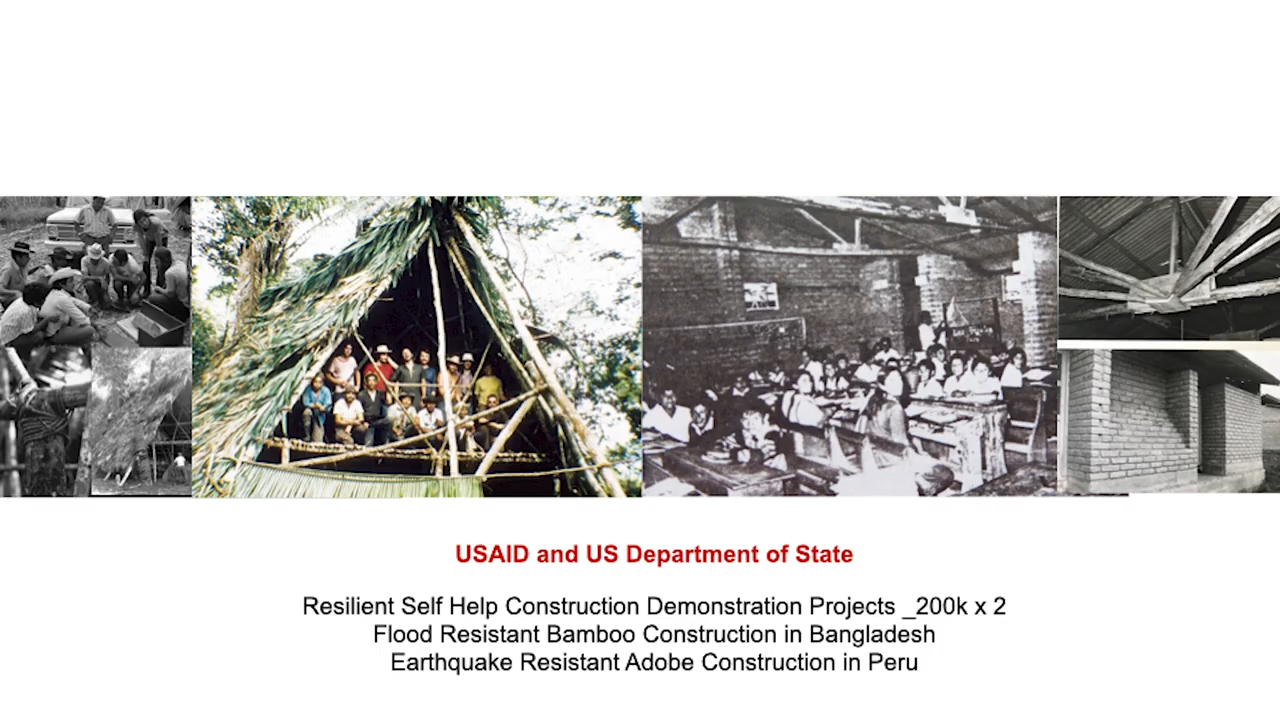 USAID and US Department of State
Resilient Self Help Construction Demonstration Projects _200k x 2
Flood Resistant Bamboo Construction in Bangladesh
Earthquake Resistant Adobe Construction in Peru